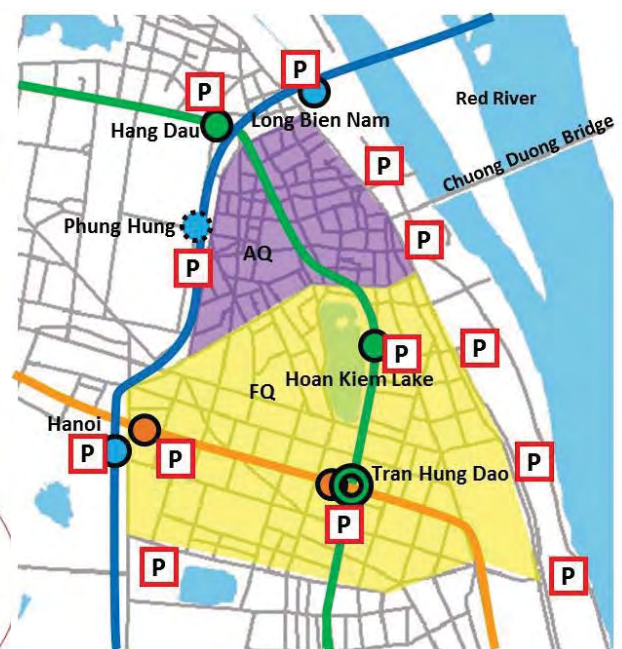 P
P
Red River
Long Bien Nam
Hang Dau
P
Chuong Duong Bridge
Phung Hung
P
AQ
P
P
P
Hoan Kiem Lake
FQ
Hanoi
P
P
Tran Hung Dao
P
P
P
P